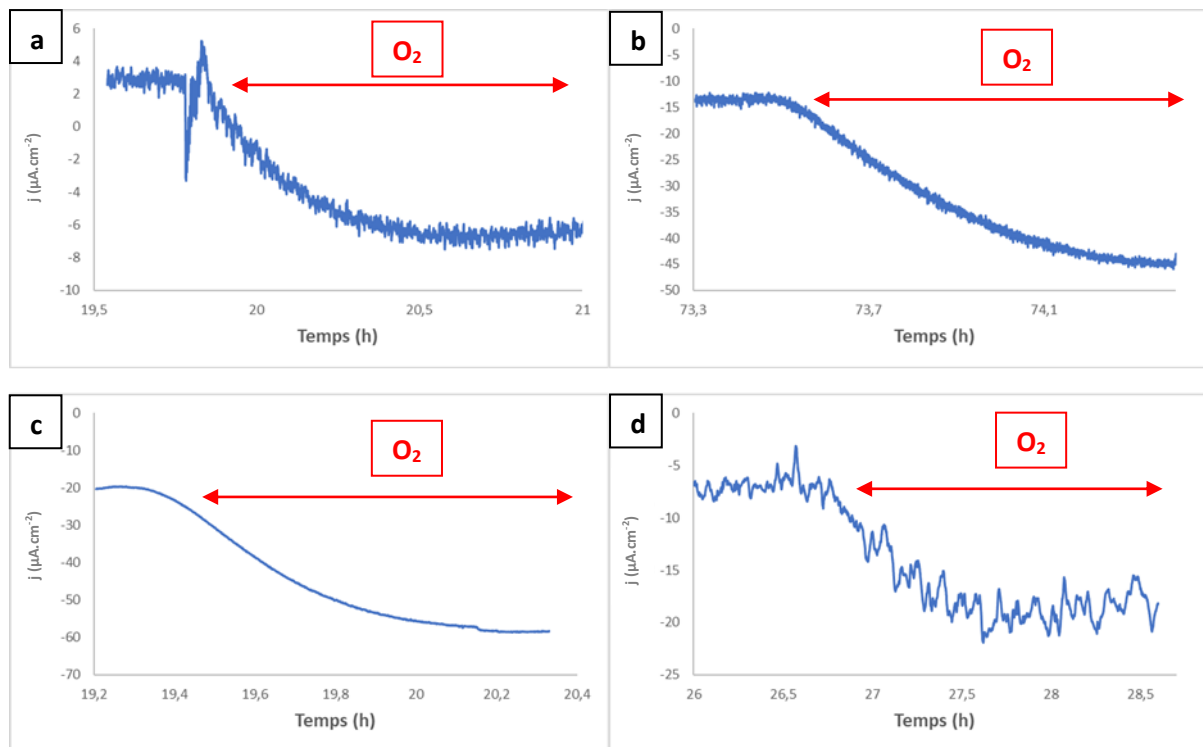 a
O₂
6
4
2
0
-2
-4
-6
-8
-10
j (µA.cm⁻²)
19,5 20 20,5 21
Temps (h)
b
O₂
0
-5
-10
-15
-20
-25
-30
-35
-40
-45
-50
j (µA.cm⁻²)
73,3 73,7 74,1
Temps (h)
c
O₂
0
-10
-20
-30
-40
-50
-60
-70
j (µA.cm⁻²)
19,2 19,4 19,6 19,8 20 20,2 20,4
Temps (h)
d
O₂
0
-5
-10
-15
-20
-25
j (µA.cm⁻²)
26 26,5 27 27,5 28 28,5
Temps (h)